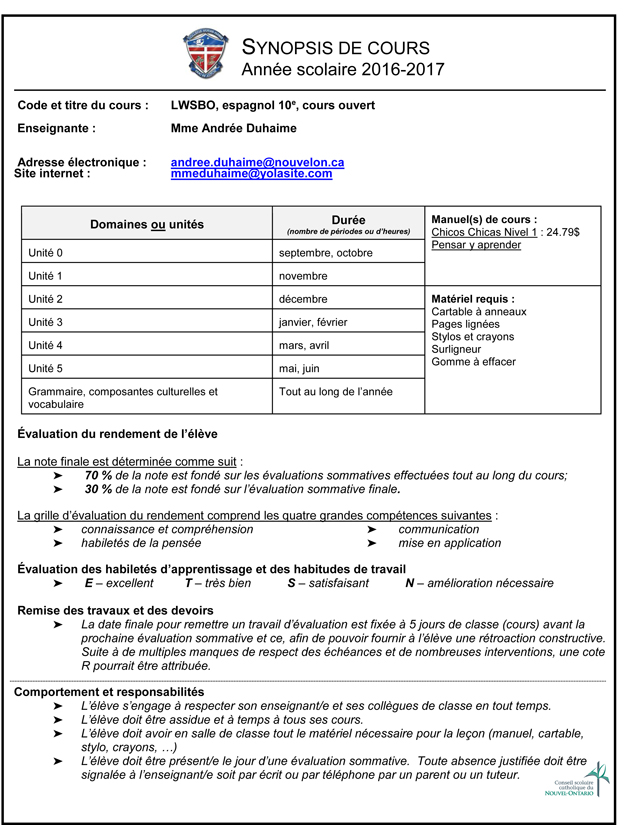 SYNOPSIS DE COURS
Année scolaire 2016-2017
Code et titre du cours : LWSBO, espagnol 10e, cours ouvert
Enseignante : Mme Andrée Duhaime
Adresse électronique : andree.duhaime@nouvelon.ca
Site internet : mmeduhaime@yolasite.com
Domaines ou unités
Durée
(nombre de périodes ou d'heures)
Unité 0 septembre, octobre
Unité 1 novembre
Unité 2 décembre
Unité 3 janvier, février
Unité 4 mars, avril
Unité 5 mai, juin
Grammaire, composantes culturelles et Tout au long de l'année
vocabulaire
Manuel(s) de cours :
Chicos Chicas Nivel 1 : 24.79$
Pensar y aprender
Matériel requis :
Cartable à anneaux
Pages lignées
Stylos et crayons
Surligneur
Gomme à effacer
Évaluation du rendement de l'élève
La note finale est déterminée comme suit :
➤ 70 % de la note est fondé sur les évaluations sommatives effectuées tout au long du cours;
➤ 30 % de la note est fondé sur l'évaluation sommative finale.
La grille d'évaluation du rendement comprend les quatre grandes compétences suivantes :
➤ connaissance et compréhension ➤ communication
➤ habiletés de la pensée ➤ mise en application
Évaluation des habiletés d'apprentissage et des habitudes de travail
➤ E – excellent T – très bien S – satisfaisant N – amélioration nécessaire
Remise des travaux et des devoirs
➤ La date finale pour remettre un travail d'évaluation est fixée à 5 jours de classe (cours) avant la
prochaine évaluation sommative et ce, afin de pouvoir fournir à l'élève une rétroaction constructive.
Suite à de multiples manques de respect des échéances et de nombreuses interventions, une cote
R pourrait être attribuée.
Comportement et responsabilités
➤ L'élève s'engage à respecter son enseignant/e et ses collègues de classe en tout temps.
➤ L'élève doit être assidue et à temps à tous ses cours.
➤ L'élève doit avoir en salle de classe tout le matériel nécessaire pour la leçon (manuel, cartable,
stylo, crayons, …)
➤ L'élève doit être présent/e le jour d'une évaluation sommative. Toute absence justifiée doit être
signalée à l'enseignant/e soit par écrit ou par téléphone par un parent ou un tuteur.
Conseil scolaire
catholique du
NOUVEL-ONTARIO